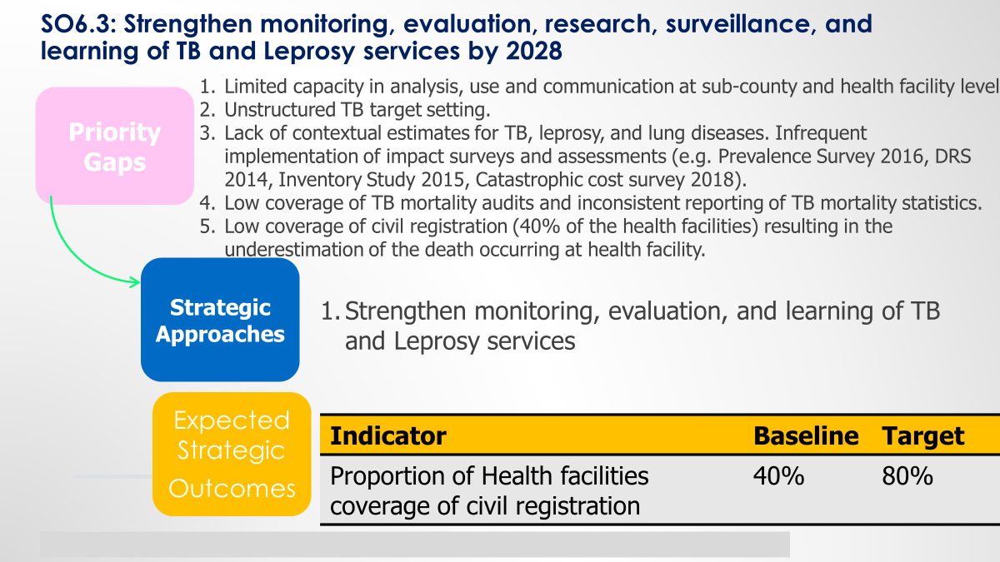 SO6.3: Strengthen monitoring, evaluation, research, surveillance, and
learning of TB and Leprosy services by 2028
Priority
Gaps
1. Limited capacity in analysis, use and communication at sub-county and health facility level
2. Unstructured TB target setting.
3. Lack of contextual estimates for TB, leprosy, and lung diseases. Infrequent
implementation of impact surveys and assessments (e.g. Prevalence Survey 2016, DRS
2014, Inventory Study 2015, Catastrophic cost survey 2018).
4. Low coverage of TB mortality audits and inconsistent reporting of TB mortality statistics.
5. Low coverage of civil registration (40% of the health facilities) resulting in the
underestimation of the death occurring at health facility.
Strategic
Approaches
1. Strengthen monitoring, evaluation, and learning of TB
and Leprosy services
Expected
Strategic
Outcomes
Indicator Baseline Target
Proportion of Health facilities 40% 80%
coverage of civil registration